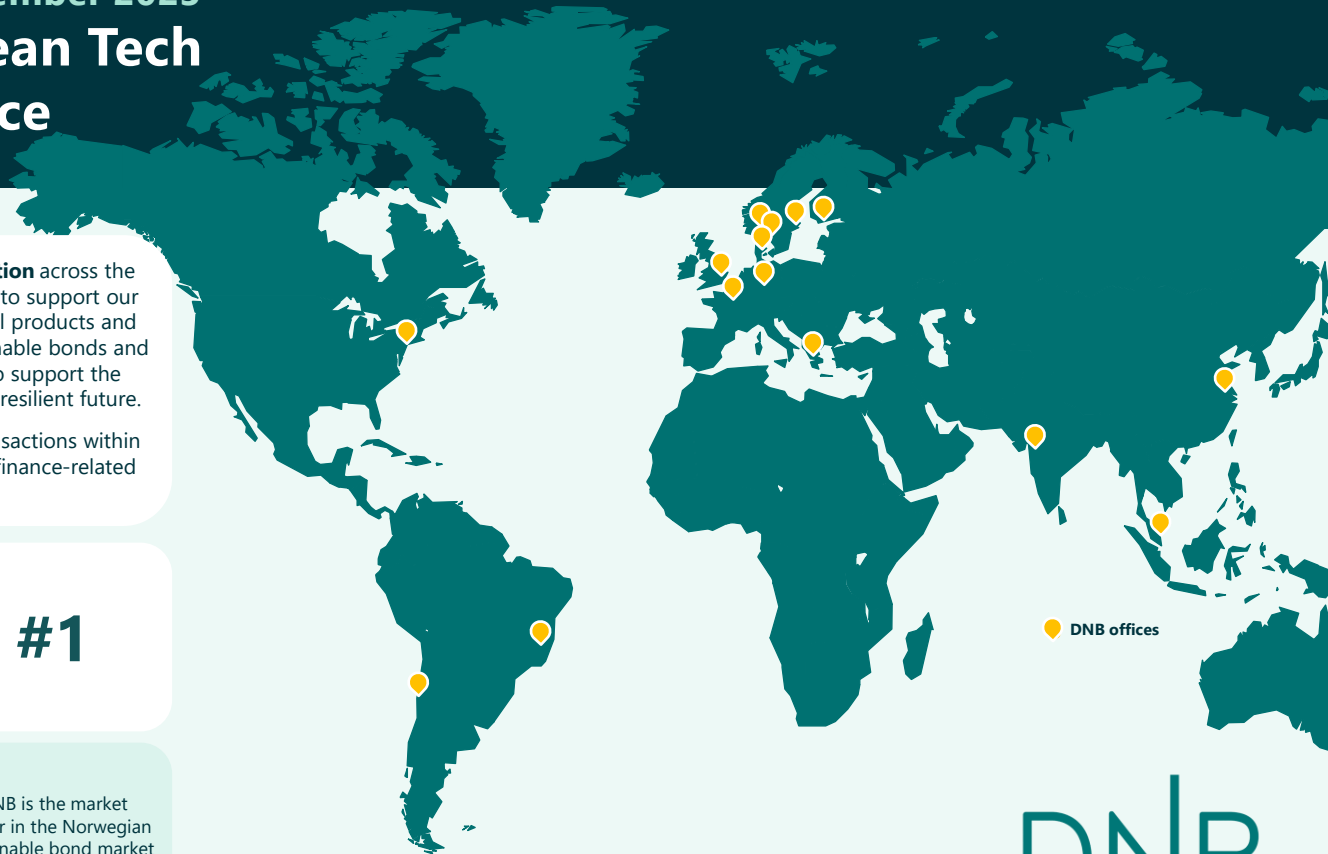 ean Tech
ce
tion across the
to support our
l products and
nable bonds and
o support the
resilient future.
sactions within
finance-related
#1
DNB offices
NB is the market
r in the Norwegian
nable bond market
DNB